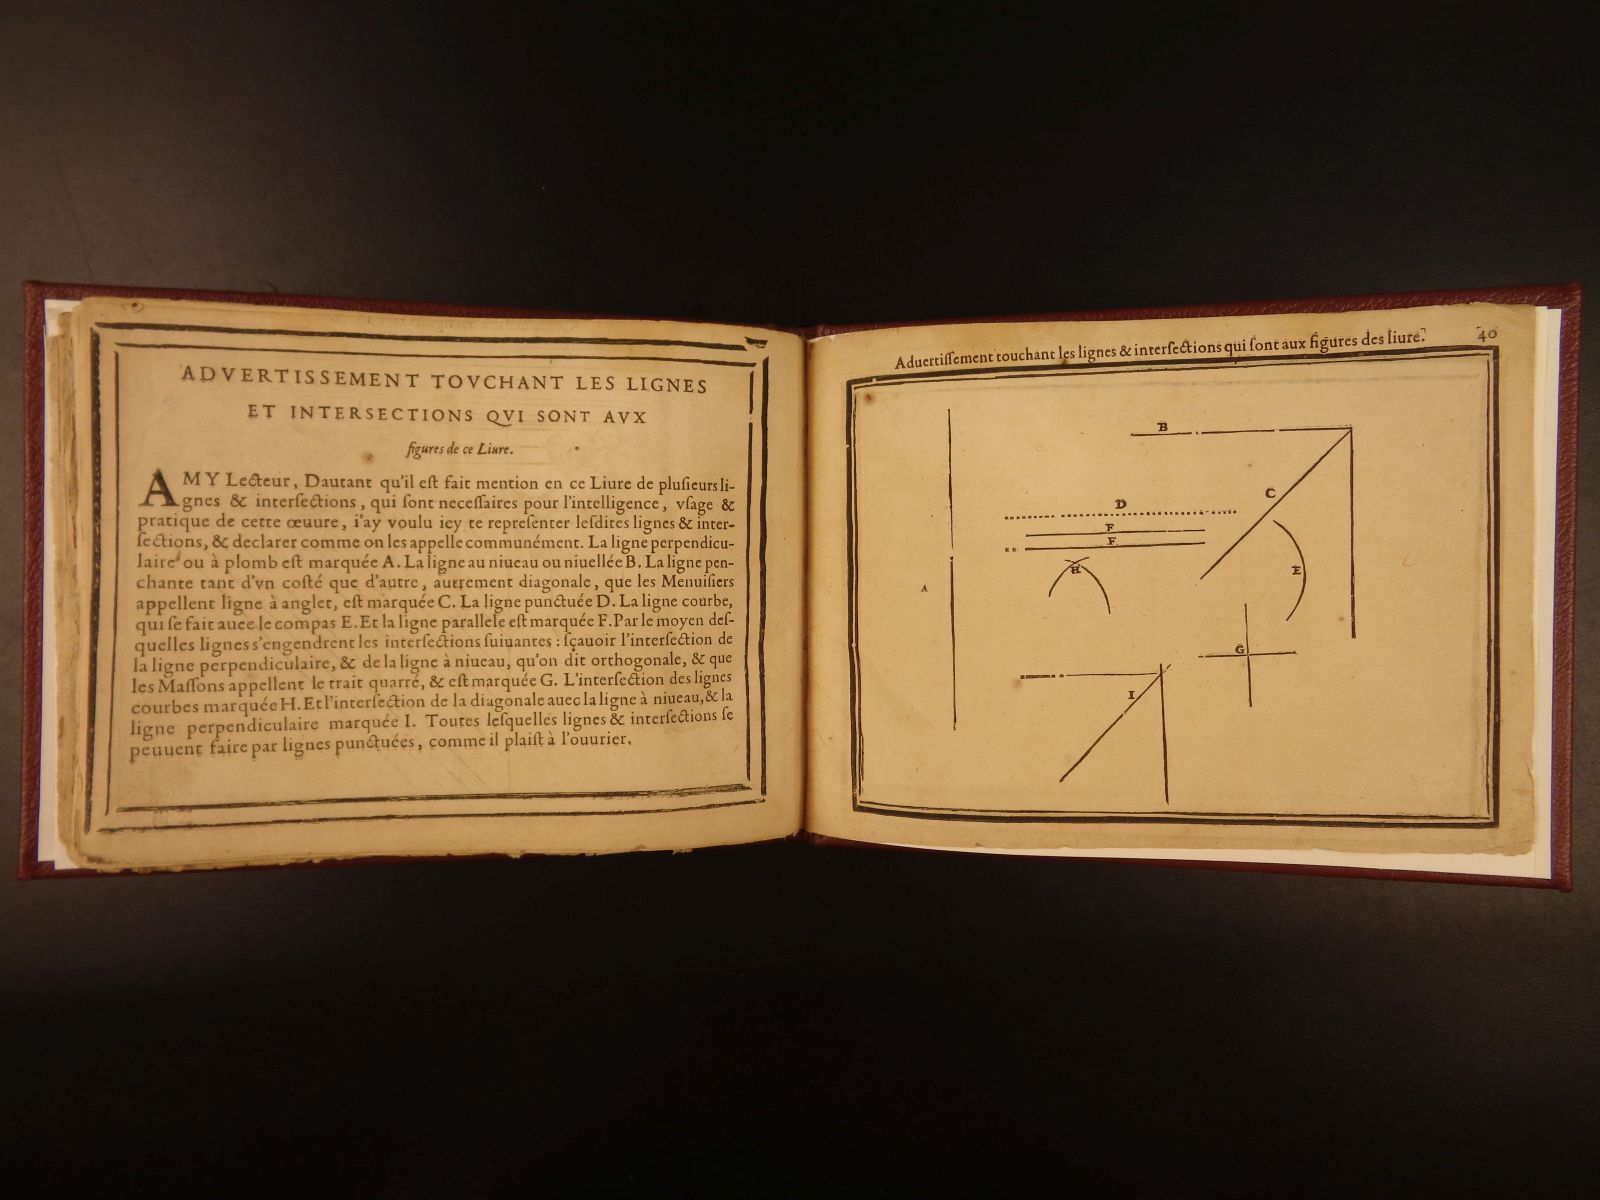 ADVERTISSEMENT TOVCHANT LES LIGNES
ET INTERSECTIONS QVI SONT AVX
figures de ce Liure.
AMY Lecteur, Dautant qu'il est fait mention en ce Liure de plusieurs li-
gnes & intersections, qui sont necessaires pour l'intelligence, vsage &
pratique de cette œuure, i'ay voulu icy te representer lesdites lignes & inter-
sections, & declarer comme on les appelle communément. La ligne perpendicu-
laire ou à plomb est marquée A. La ligne au niueau ou niuellée B. La ligne pen-
chante tant d'vn costé que d'autre, autrement diagonale, que les Menuisiers
appellent ligne à anglet, est marquée C. La ligne punctuée D. La ligne courbe,
qui se fait auec le compas E. Et la ligne parallele est marquée F. Par le moyen des-
quelles lignes s'engendrent les intersections suiuantes : sçauoir l'intersection de
la ligne perpendiculaire, & de la ligne à niueau, qu'on dit orthogonale, & que
les Massons appellent le trait quarré, & est marquée G. L'intersection des lignes
courbes marquée H. Et l'intersection de la diagonale auec la ligne à niueau, & la
ligne perpendiculaire marquée I. Toutes lesquelles lignes & intersections se
peuuent faire par lignes punctuées, comme il plaist à l'ouurier.
Aduertissement touchant les lignes & intersections qui sont aux figures des liure.
40
B
C
D
F
F
H
E
A
G
I